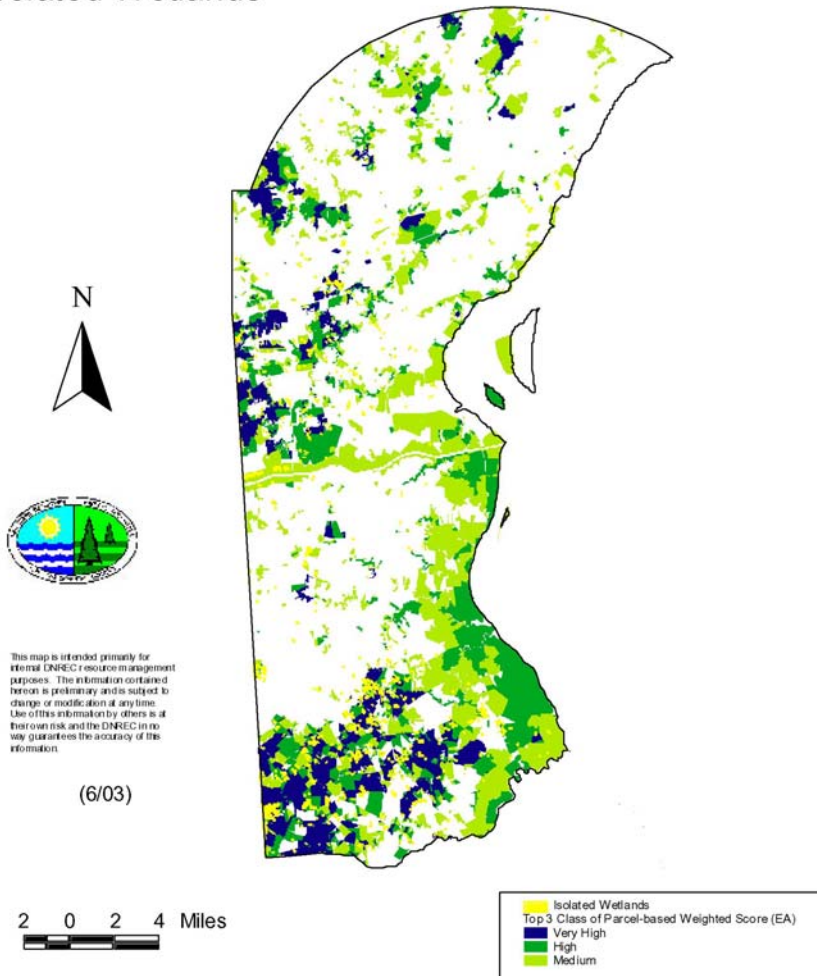 N
This map is intended primarily for
internal DNREC resource management
purposes. The information contained
hereon is preliminary and is subject to
change or modification at any time.
Use of this information by others is at
their own risk and the DNREC in no
way guarantees the accuracy of this
information.
(6/03)
2 0 2 4 Miles
Isolated Wetlands
Top 3 Class of Parcel-based Weighted Score (EA)
Very High
High
Medium